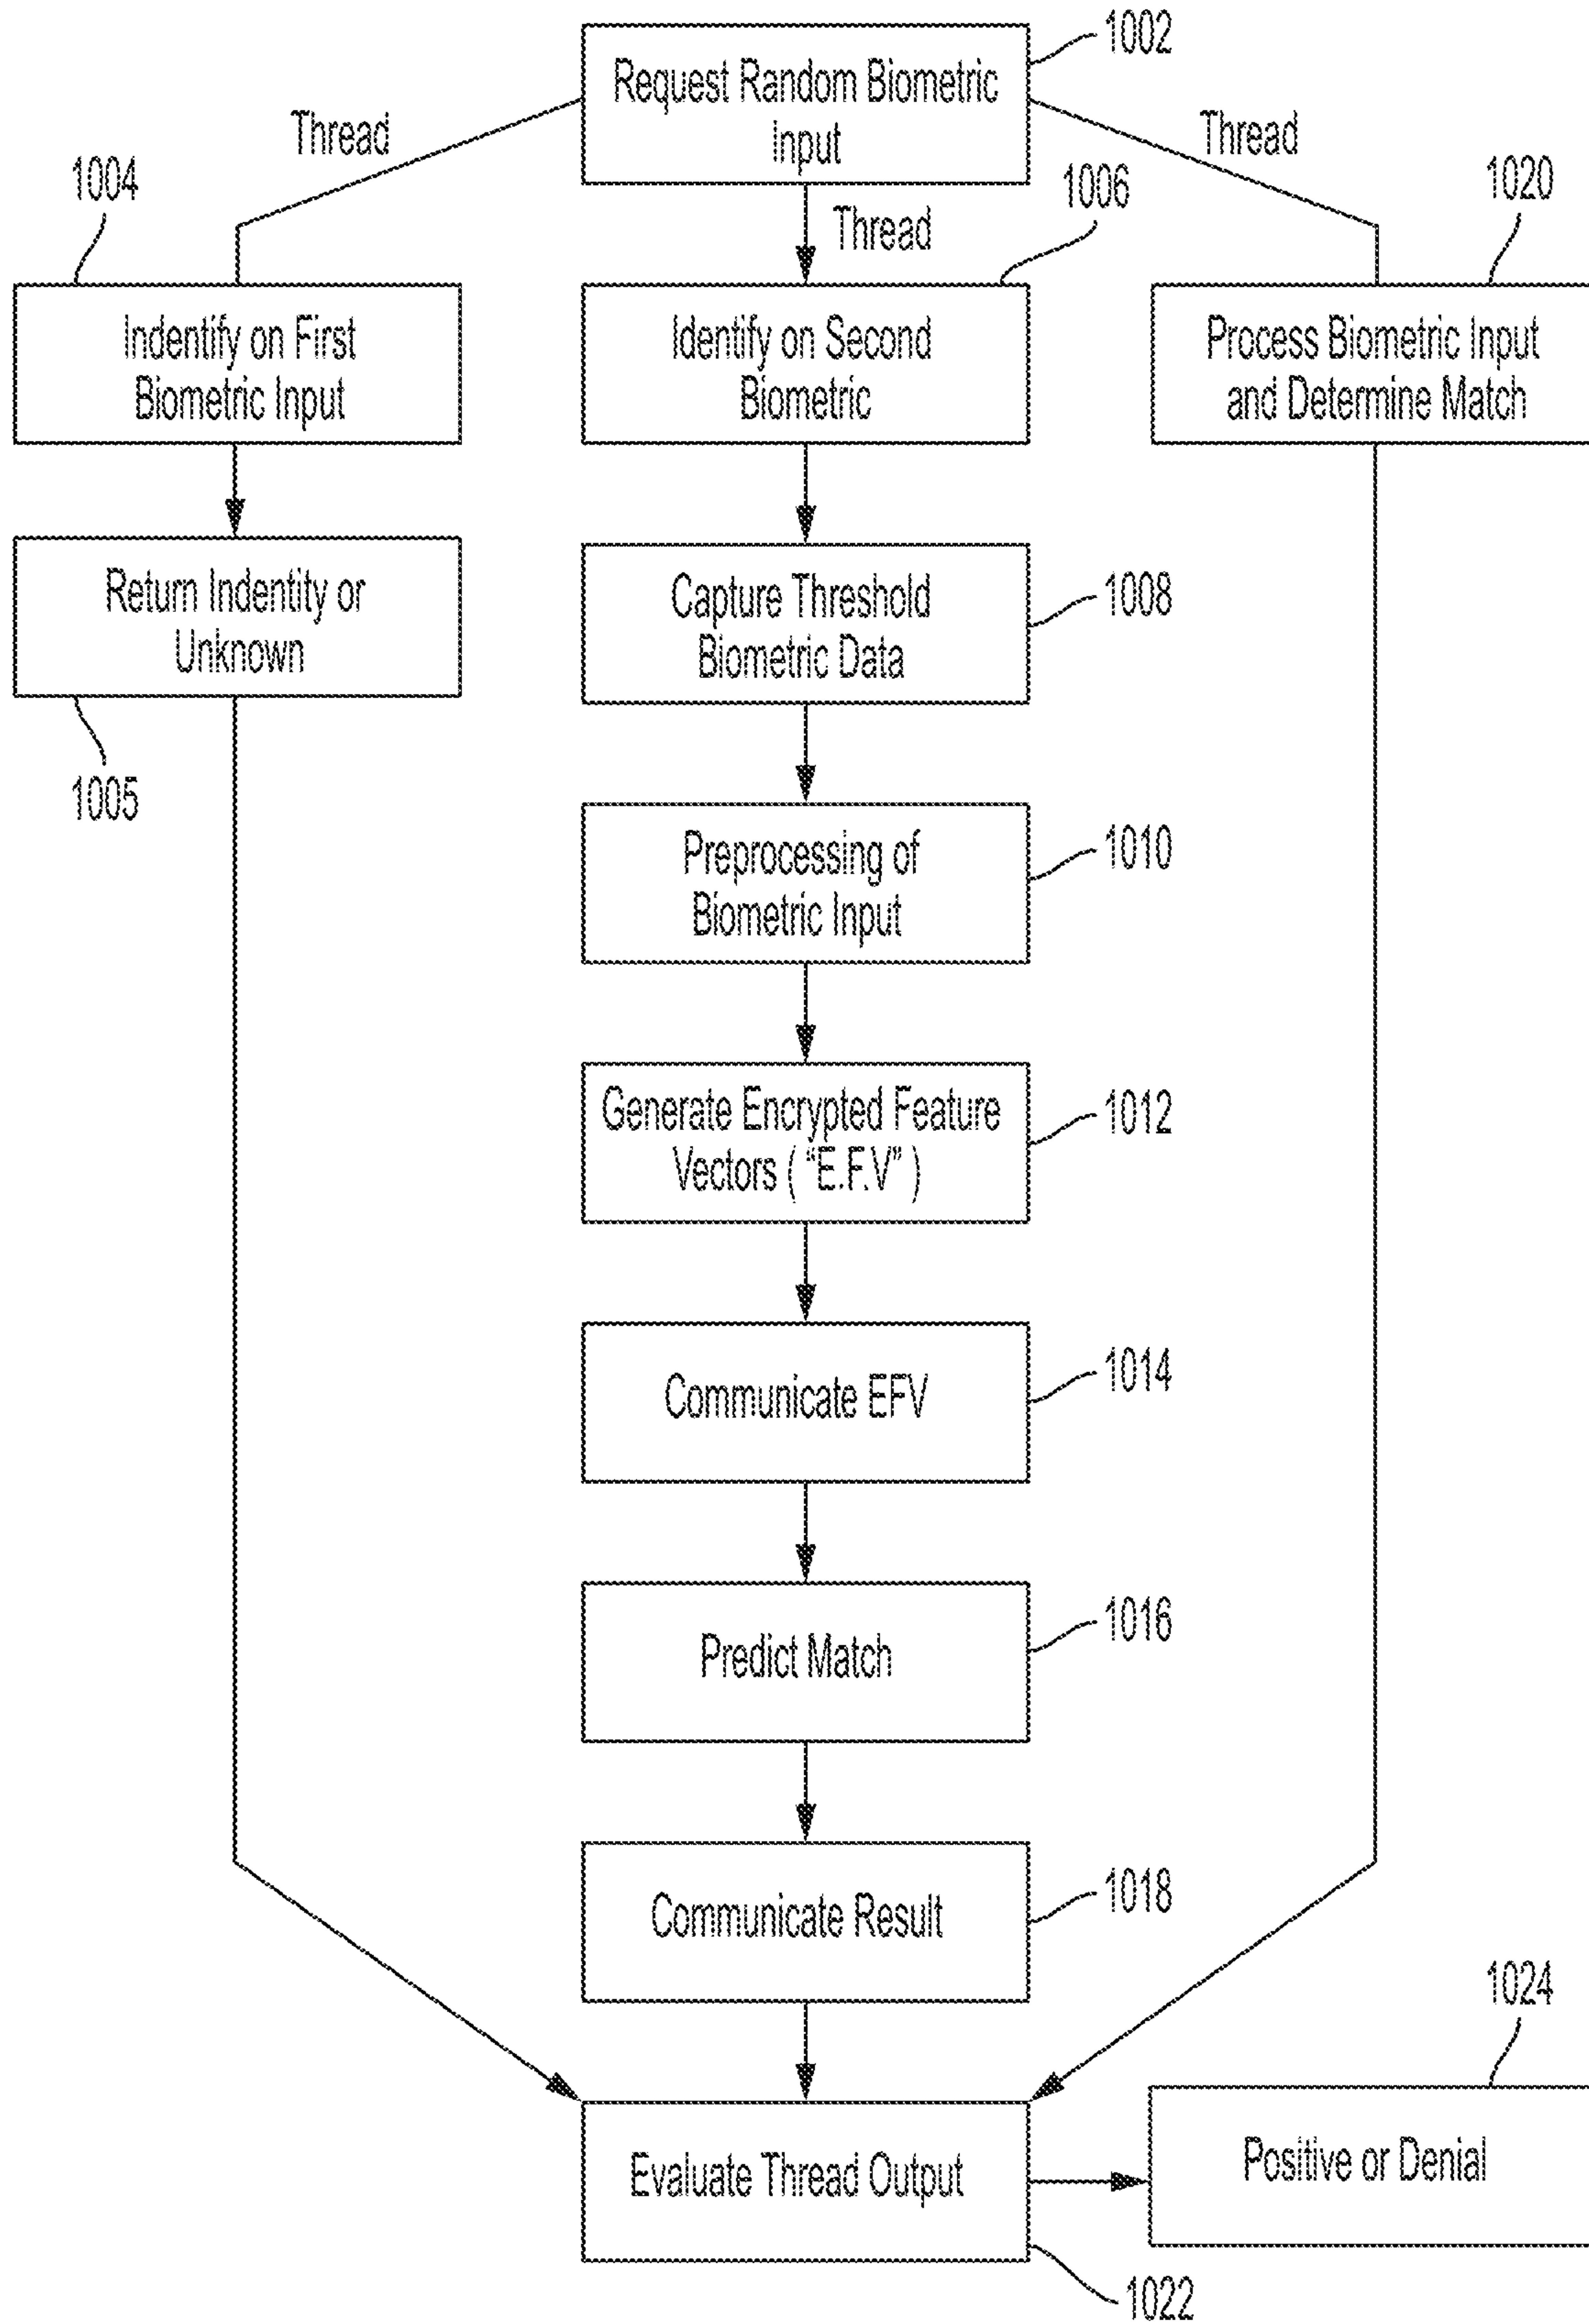 1002
Request Random Biometric
Input
Thread
Thread
Thread
1004
1006
1020
Indentify on First
Biometric Input
Identify on Second
Biometric
Process Biometric Input
and Determine Match
Return Indentity or
Unknown
1005
Capture Threshold
Biometric Data
1008
Preprocessing of
Biometric Input
1010
Generate Encrypted Feature
Vectors ( “E.F.V” )
1012
Communicate EFV
1014
Predict Match
1016
Communicate Result
1018
1024
Evaluate Thread Output
Positive or Denial
1022